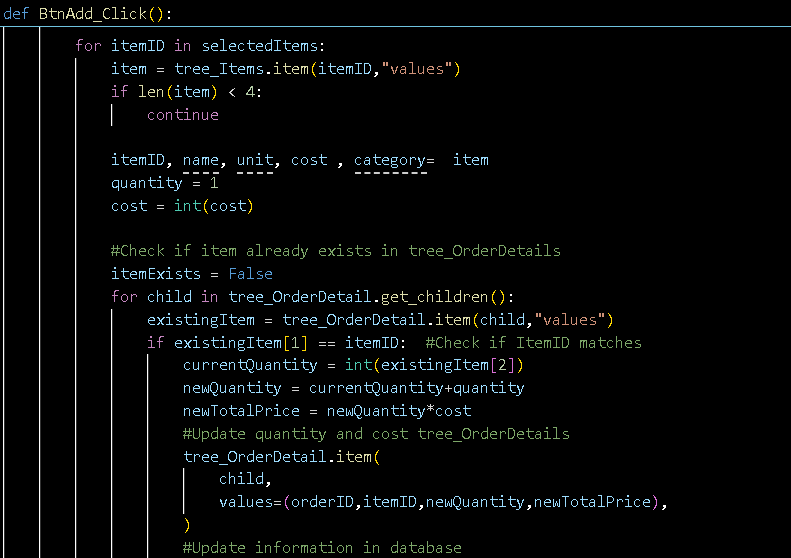 def BtnAdd_Click():
for itemID in selectedItems:
item = tree_Items.item(itemID,"values")
if len(item) < 4:
continue
itemID, name, unit, cost , category=  item
quantity = 1
cost = int(cost)
#Check if item already exists in tree_OrderDetails
itemExists = False
for child in tree_OrderDetail.get_children():
existingItem = tree_OrderDetail.item(child,"values")
if existingItem[1] == itemID:  #Check if ItemID matches
currentQuantity = int(existingItem[2])
newQuantity = currentQuantity+quantity
newTotalPrice = newQuantity*cost
#Update quantity and cost tree_OrderDetails
tree_OrderDetail.item(
child,
values=(orderID,itemID,newQuantity,newTotalPrice),
)
#Update information in database